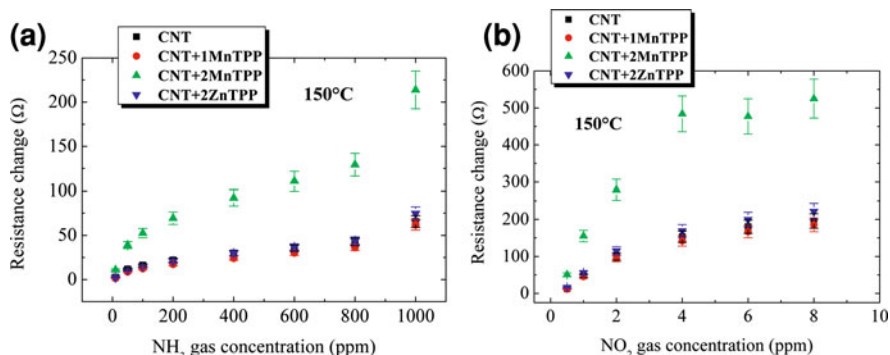 (a)
CNT
CNT+1MnTPP
CNT+2MnTPP
CNT+2ZnTPP
150°C
Resistance change (Ω)
250
200
150
100
50
0
0
200
400
600
800
1000
NH₃ gas concentration (ppm)
(b)
CNT
CNT+1MnTPP
CNT+2MnTPP
CNT+2ZnTPP
150°C
Resistance change (Ω)
600
500
400
300
200
100
0
0
2
4
6
8
10
NO₂ gas concentration (ppm)